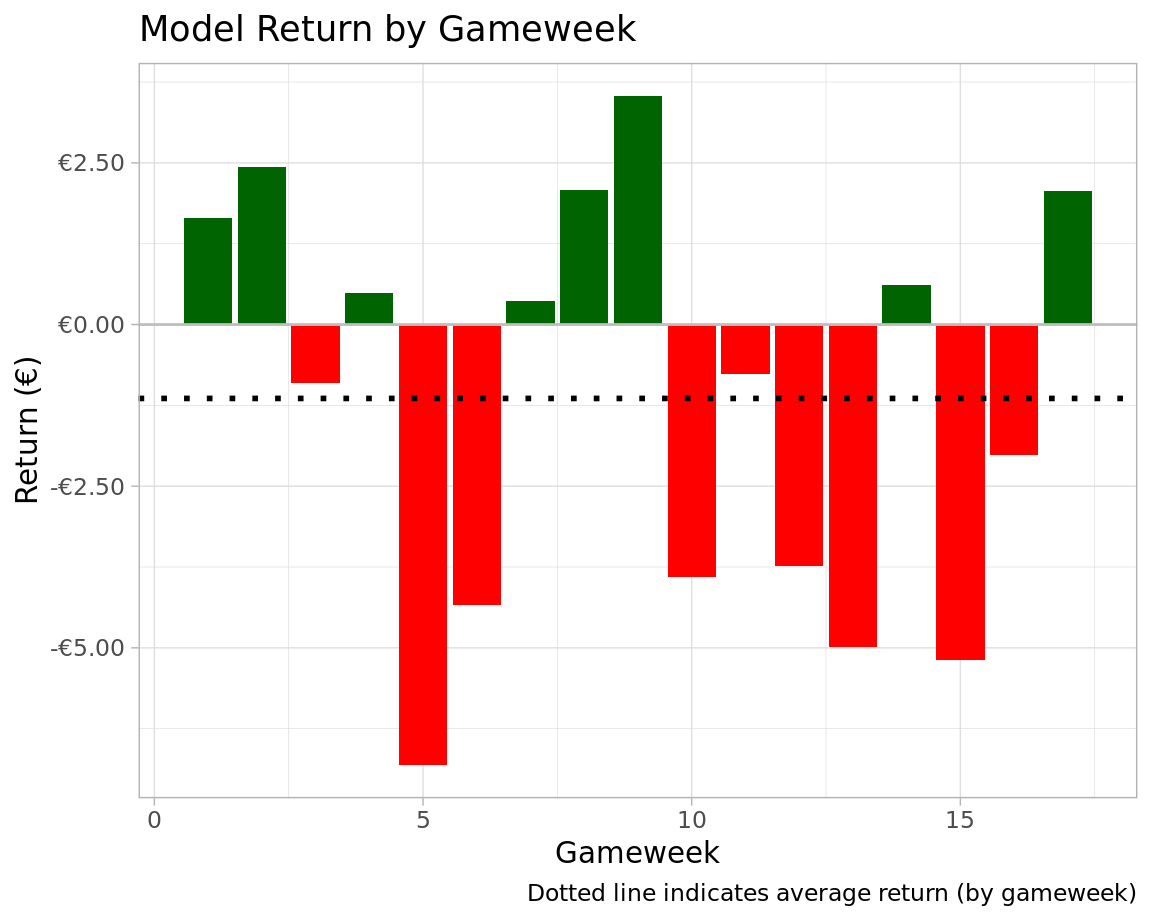 Model Return by Gameweek
Return (€)
€2.50
€0.00
-€2.50
-€5.00
0 5 10 15
Gameweek
Dotted line indicates average return (by gameweek)